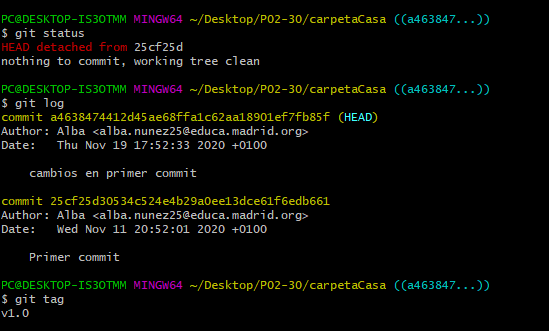 PC@DESKTOP-IS3OTMM MINGW64 ~/Desktop/P02-30/carpetaCasa ((a463847...))
$ git status
HEAD detached from 25cf25d
nothing to commit, working tree clean
PC@DESKTOP-IS3OTMM MINGW64 ~/Desktop/P02-30/carpetaCasa ((a463847...))
$ git log
commit a4638474412d45ae68ffa1c62aa18901ef7fb85f (HEAD)
Author: Alba <alba.nunez25@educa.madrid.org>
Date:   Thu Nov 19 17:52:33 2020 +0100
    cambios en primer commit
commit 25cf25d30534c524e4b29a0ee13dce61f6edb661
Author: Alba <alba.nunez25@educa.madrid.org>
Date:   Wed Nov 11 20:52:01 2020 +0100
    Primer commit
PC@DESKTOP-IS3OTMM MINGW64 ~/Desktop/P02-30/carpetaCasa ((a463847...))
$ git tag
v1.0